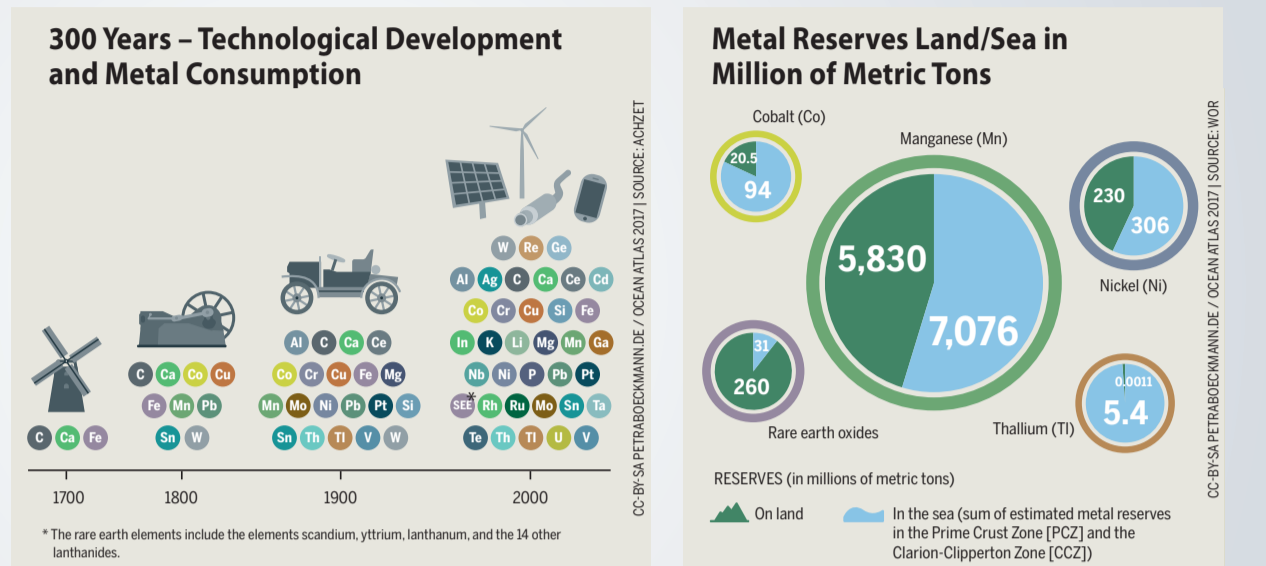 300 Years – Technological Development
and Metal Consumption
W Re Ge
Al Ag C Ca Ce Cd
Co Cr Cu Si Fe
Al C Ca Ce
In K Li Mg Mn Ga
C Ca Co Cu
Co Cr Cu Fe Mg
Nb Ni P Pb Pt
Fe Mn Pb
Mn Mo Ni Pb Pt Si
SEE* Rh Ru Mo Sn Ta
C Ca Fe
Sn W
Sn Th Tl V W
Te Th Tl U V
1700
1800
1900
2000
* The rare earth elements include the elements scandium, yttrium, lanthanum, and the 14 other
lanthanides.
CC-BY-SA PETRABOECKMANN.DE / OCEAN ATLAS 2017 | SOURCE: ACHZET
Metal Reserves Land/Sea in
Million of Metric Tons
Cobalt (Co)
20.5
94
Manganese (Mn)
5,830
7,076
230
306
Nickel (Ni)
31
260
Rare earth oxides
0.0011
5.4
Thallium (Tl)
RESERVES (in millions of metric tons)
On land
In the sea (sum of estimated metal reserves
in the Prime Crust Zone [PCZ] and the
Clarion-Clipperton Zone [CCZ])
CC-BY-SA PETRABOECKMANN.DE / OCEAN ATLAS 2017 | SOURCE: WOR